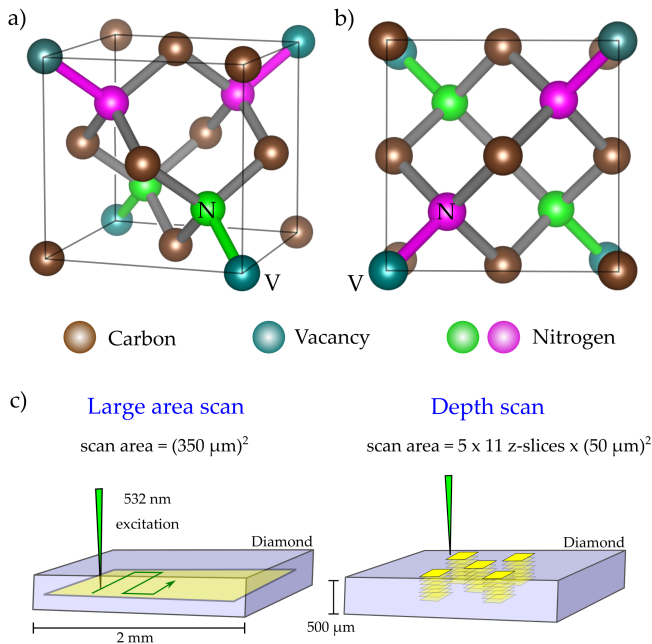 a)
b)
N
V
N
V
Carbon
Vacancy
Nitrogen
c)
Large area scan
Depth scan
scan area = (350 µm)²
scan area = 5 x 11 z-slices x (50 µm)²
532 nm
excitation
Diamond
Diamond
2 mm
500 µm